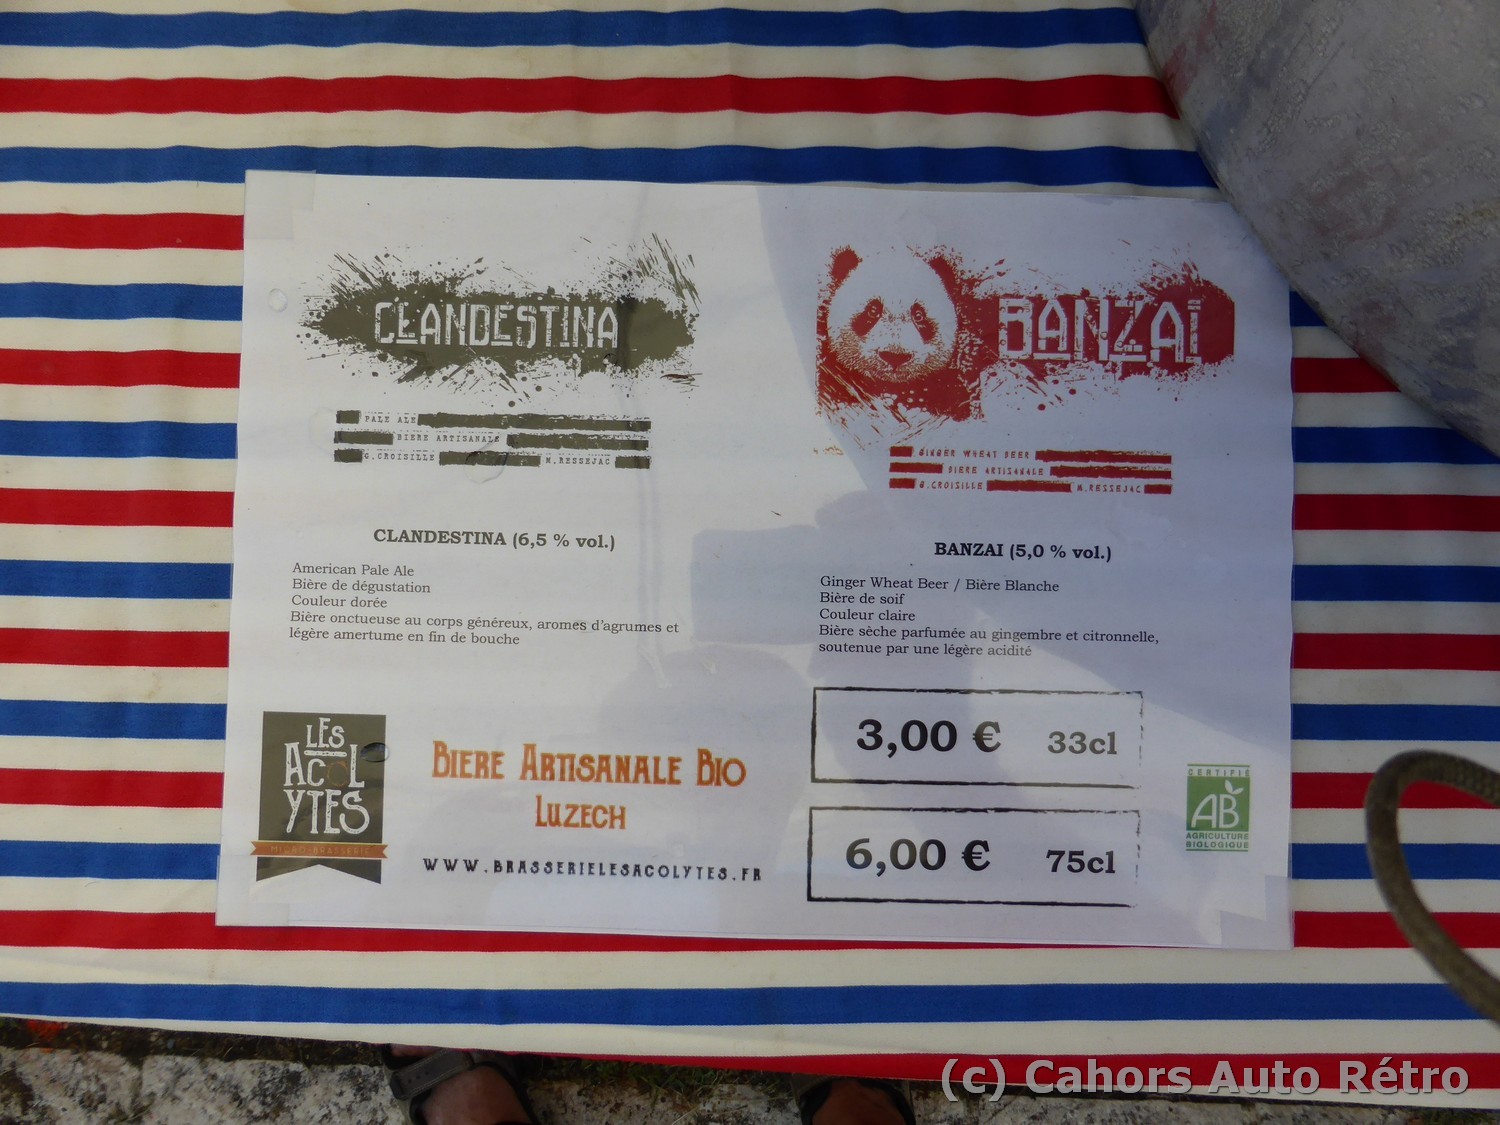 CLANDESTINA
PALE ALE
BIERE ARTISANALE
G.CROISILLE M.RESSEJAC
BANZAI
GINGER WHEAT BEER
BIERE ARTISANALE
G.CROISILLE M.RESSEJAC
CLANDESTINA (6,5 % vol.)
American Pale Ale
Bière de dégustation
Couleur dorée
Bière onctueuse au corps généreux, aromes d'agrumes et
légère amertume en fin de bouche
BANZAI (5,0 % vol.)
Ginger Wheat Beer / Bière Blanche
Bière de soif
Couleur claire
Bière sèche parfumée au gingembre et citronnelle,
soutenue par une légère acidité
LES
ACOL
YTES
MICRO-BRASSERIE
BIERE ARTISANALE BIO
LUZECH
WWW.BRASSERIELESACOLYTES.FR
3,00 € 33cl
6,00 € 75cl
CERTIFIÉ
AB
AGRICULTURE
BIOLOGIQUE
(c) Cahors Auto Rétro